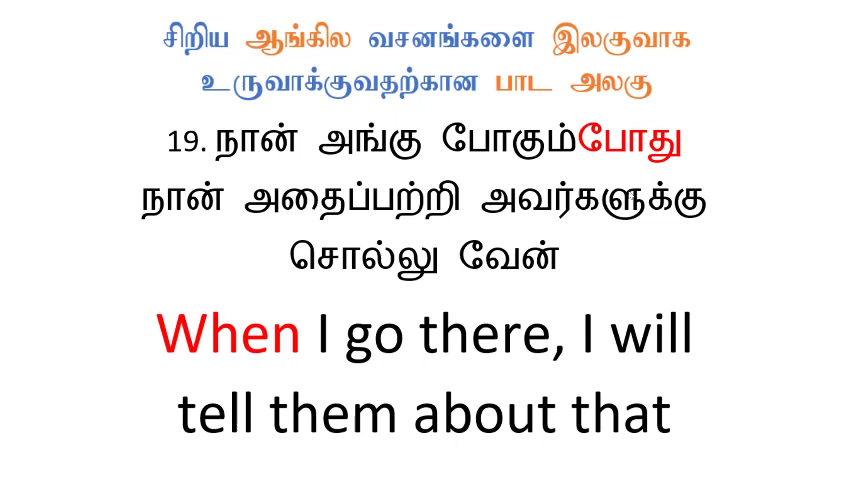 சிறிய ஆங்கில வசனங்களை இலகுவாக
உருவாக்குவதற்கான பாட அலகு
19. நான் அங்கு போகும்போது
நான் அதைப்பற்றி அவர்களுக்கு
சொல்லு வேன்
When I go there, I will
tell them about that